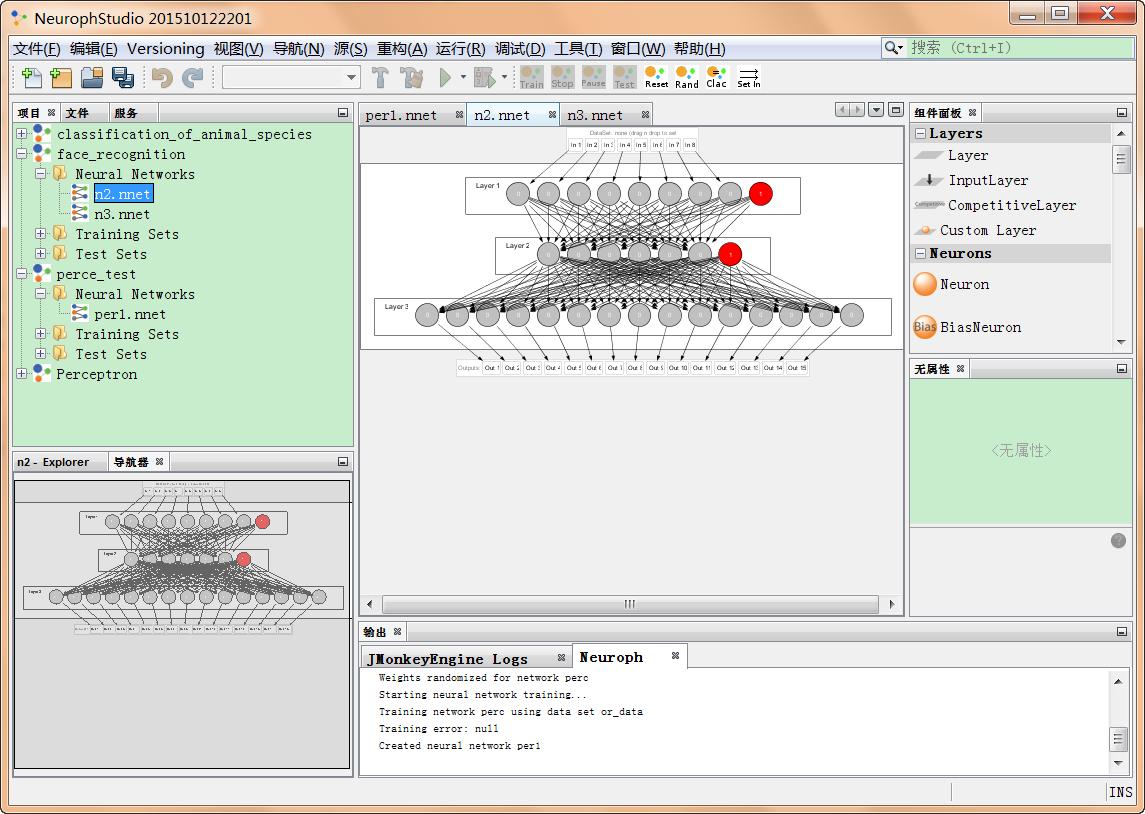 NeurophStudio 201510122201
文件(F) 编辑(E) Versioning 视图(V) 导航(N) 源(S) 重构(A) 运行(R) 调试(D) 工具(T) 窗口(W) 帮助(H)
搜索 (Ctrl+I)
Train Stop Pause Test Reset Rand Clac Set In
项目 文件 服务
classification_of_animal_species
face_recognition
Neural Networks
n2.nnet
n3.nnet
Training Sets
Test Sets
perce_test
Neural Networks
per1.nnet
Training Sets
Test Sets
Perceptron
n2 - Explorer 导航器
per1.nnet n2.nnet n3.nnet
DataSet: none (drag n drop to set
In 1 In 2 In 3 In 4 In 5 In 6 In 7 In 8
Layer 1
Layer 2
Layer 3
Outputs: Out 1 Out 2 Out 3 Out 4 Out 5 Out 6 Out 7 Out 8 Out 9 Out 10 Out 11 Out 12 Out 13 Out 14 Out 15
组件面板
Layers
Layer
InputLayer
CompetitiveLayer
Custom Layer
Neurons
Neuron
Bias BiasNeuron
无属性
<无属性>
输出
JMonkeyEngine Logs Neuroph
Weights randomized for network perc
Starting neural network training...
Training network perc using data set or_data
Training error: null
Created neural network per1
INS